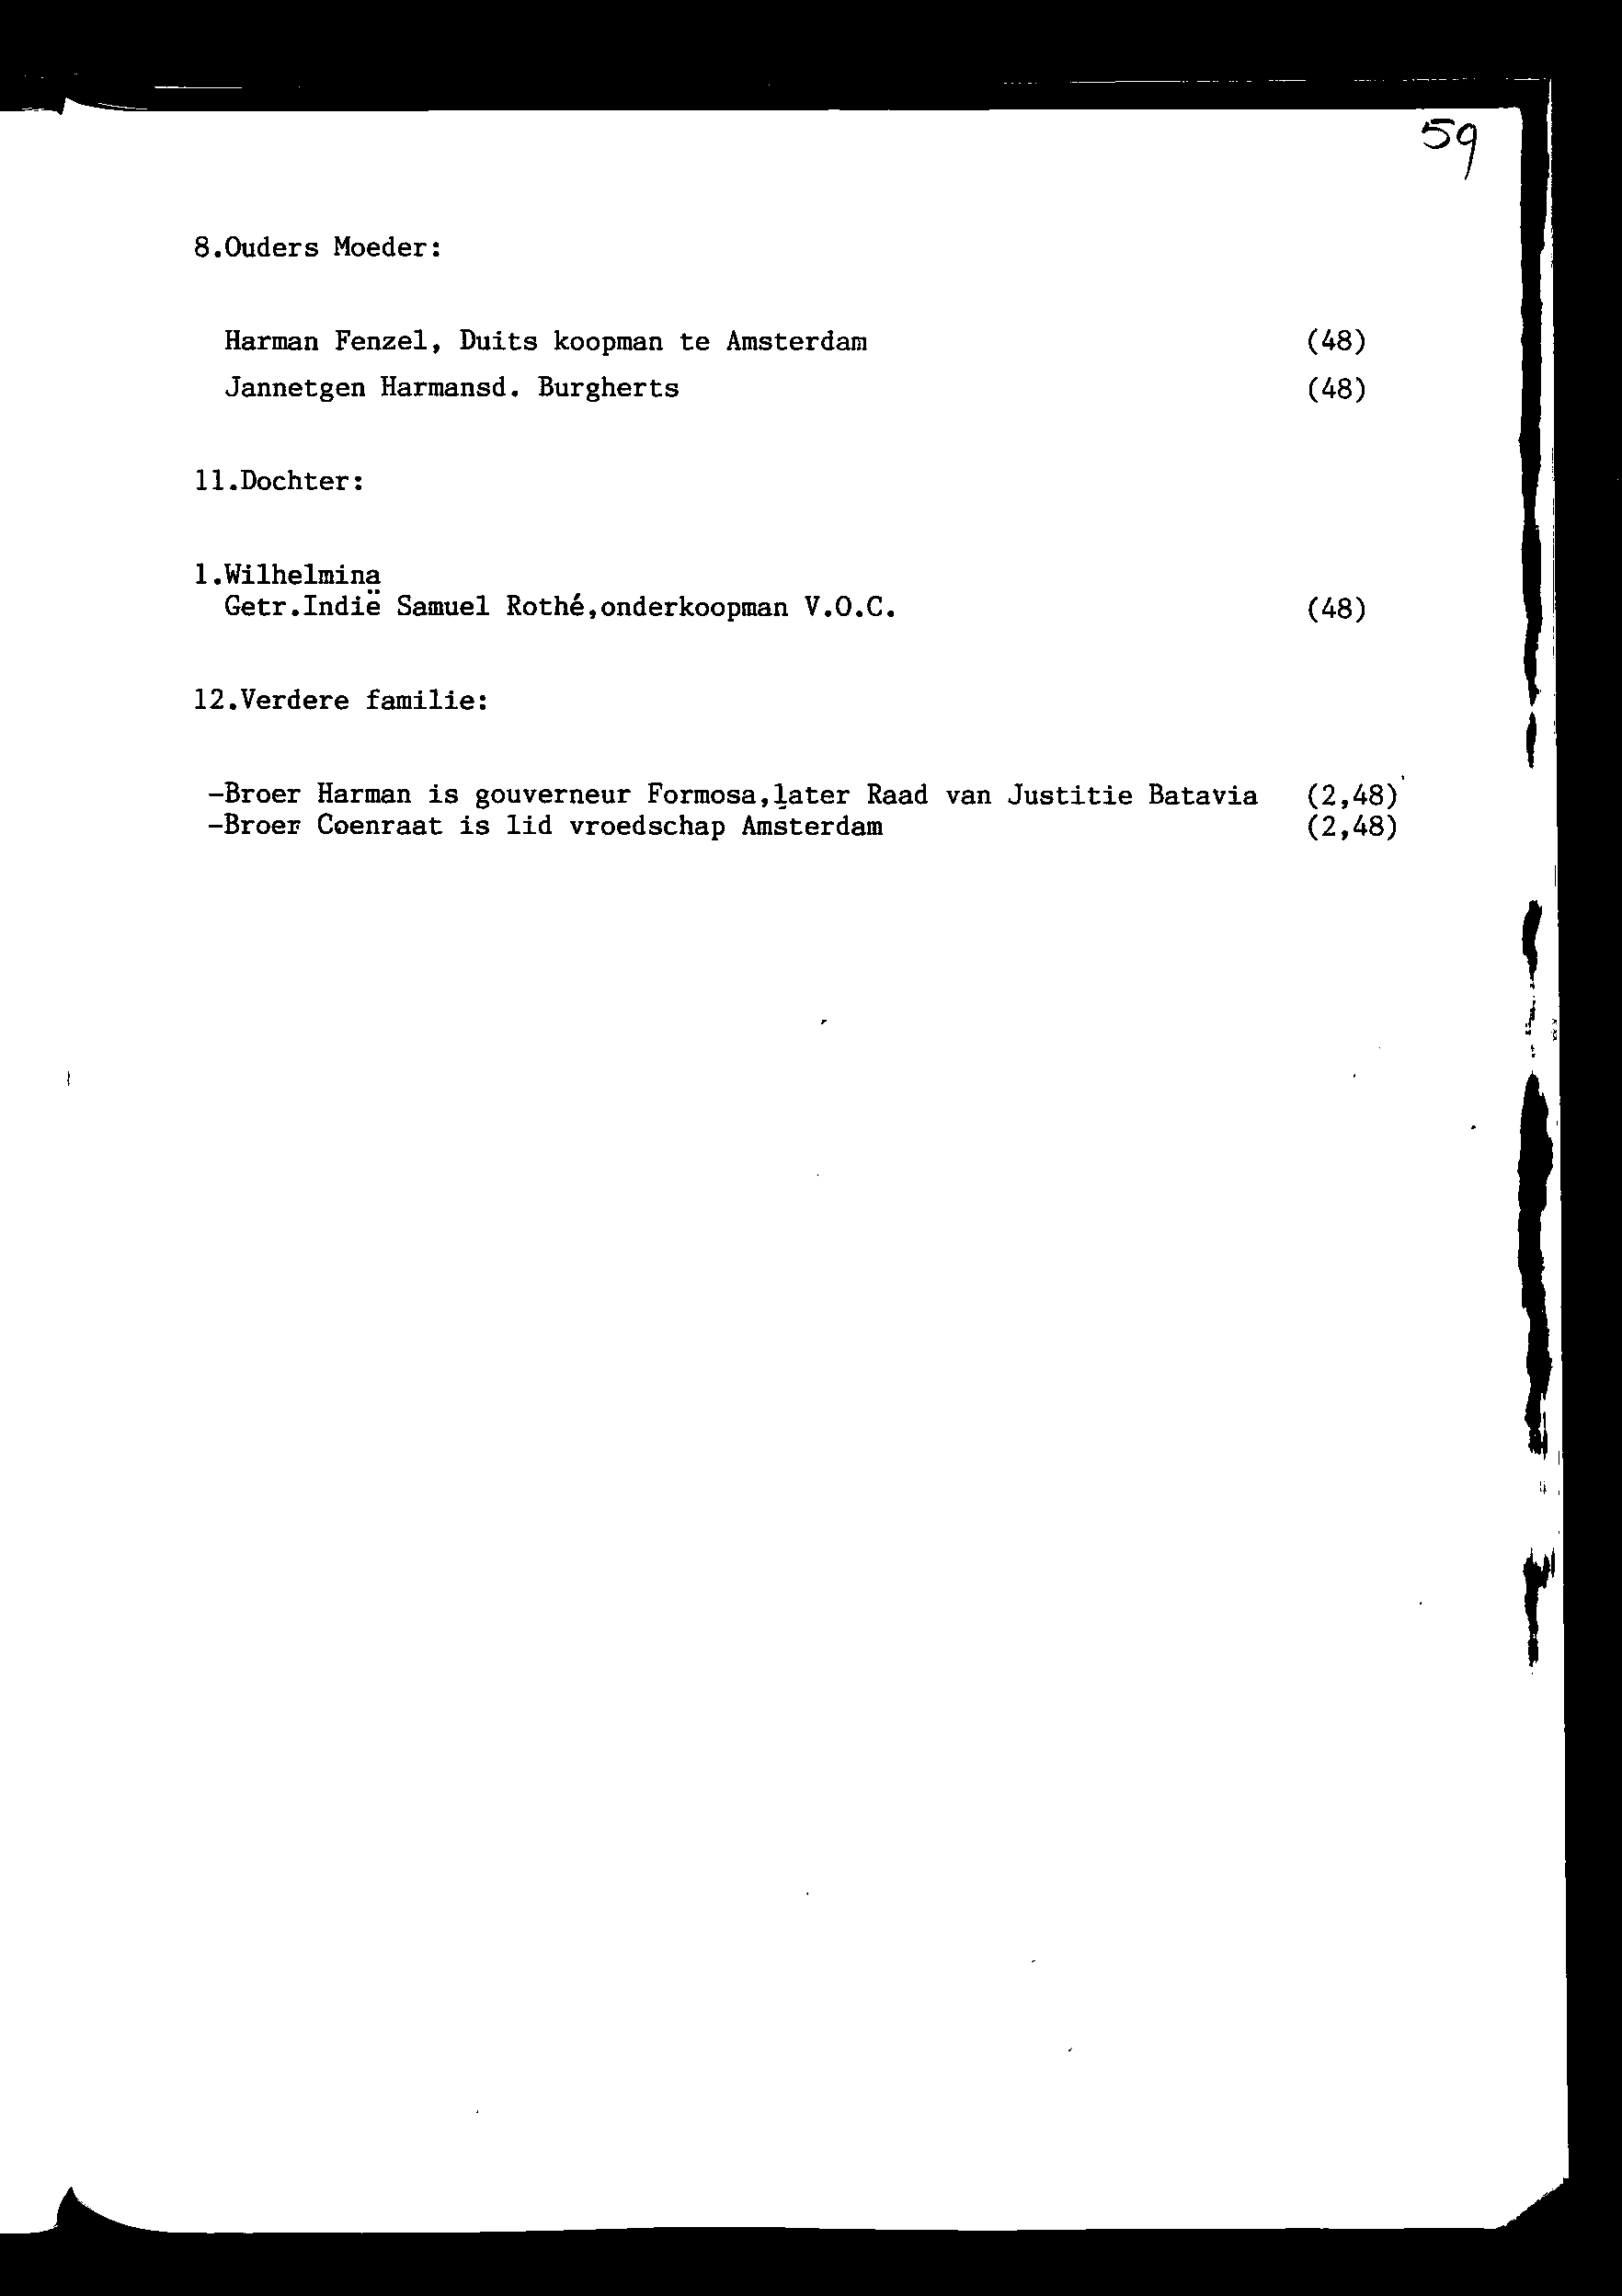 59
8.Ouders Moeder:
Harman Fenzel, Duits koopman te Amsterdam (48)
Jannetgen Harmansd. Burgherts (48)
11.Dochter:
1.Wilhelmina
Getr.Indië Samuel Rothé,onderkoopman V.O.C. (48)
12.Verdere familie:
-Broer Harman is gouverneur Formosa,later Raad van Justitie Batavia (2,48)
-Broer Coenraat is lid vroedschap Amsterdam (2,48)